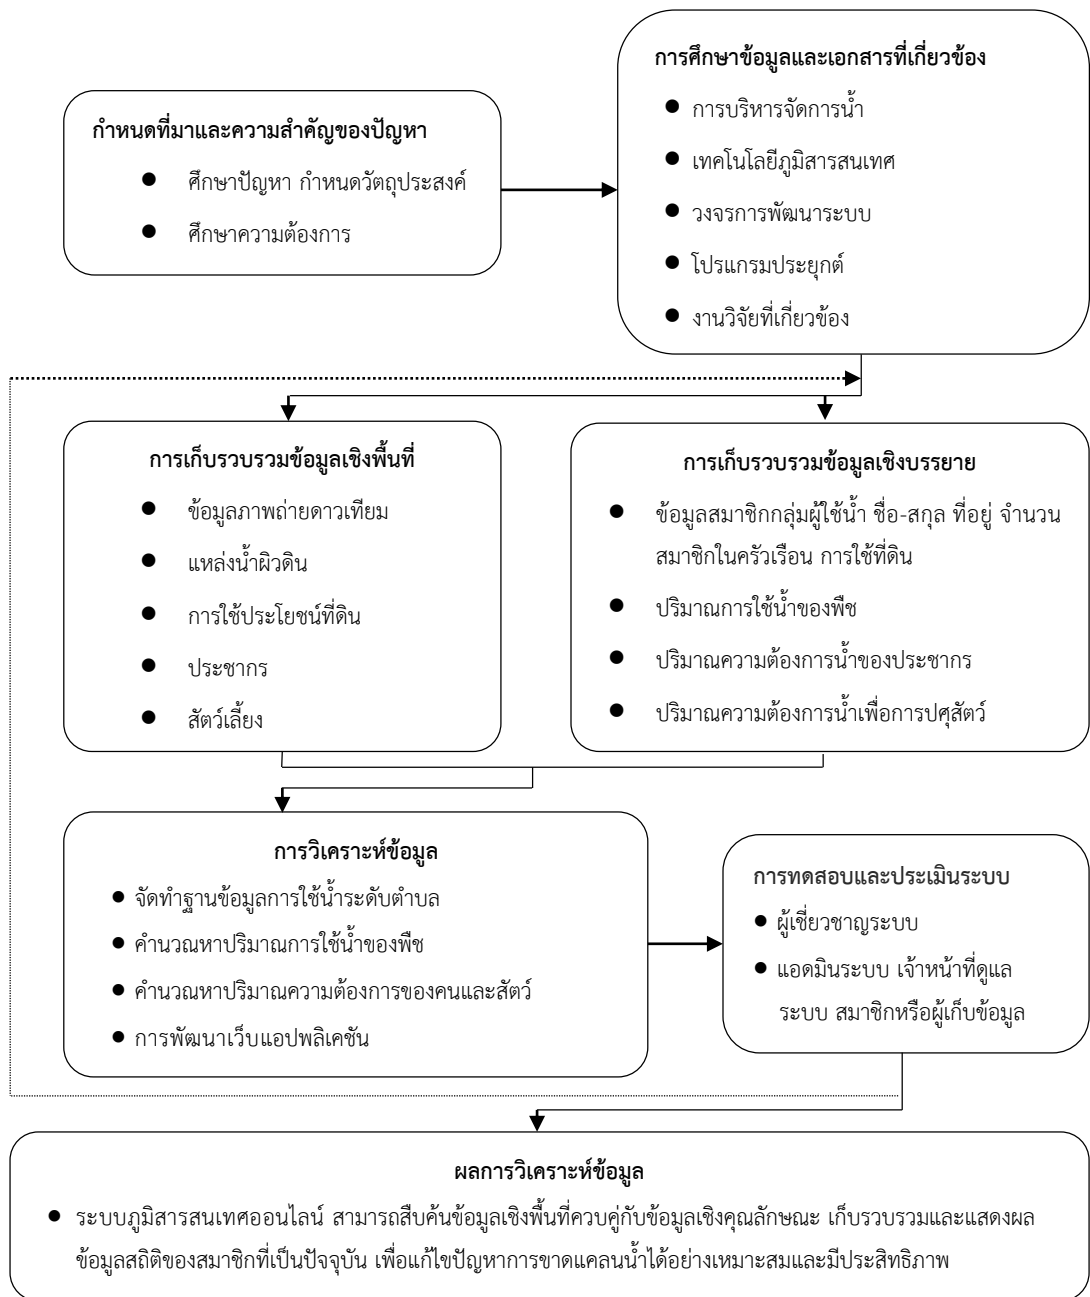 กำหนดที่มาและความสำคัญของปัญหา
● ศึกษาปัญหา กำหนดวัตถุประสงค์
● ศึกษาความต้องการ
การศึกษาข้อมูลและเอกสารที่เกี่ยวข้อง
● การบริหารจัดการน้ำ
● เทคโนโลยีภูมิสารสนเทศ
● วงจรการพัฒนาระบบ
● โปรแกรมประยุกต์
● งานวิจัยที่เกี่ยวข้อง
การเก็บรวบรวมข้อมูลเชิงพื้นที่
● ข้อมูลภาพถ่ายดาวเทียม
● แหล่งน้ำผิวดิน
● การใช้ประโยชน์ที่ดิน
● ประชากร
● สัตว์เลี้ยง
การเก็บรวบรวมข้อมูลเชิงบรรยาย
● ข้อมูลสมาชิกกลุ่มผู้ใช้น้ำ ชื่อ-สกุล ที่อยู่ จำนวน
สมาชิกในครัวเรือน การใช้ที่ดิน
● ปริมาณการใช้น้ำของพืช
● ปริมาณความต้องการน้ำของประชากร
● ปริมาณความต้องการน้ำเพื่อการปศุสัตว์
การวิเคราะห์ข้อมูล
● จัดทำฐานข้อมูลการใช้น้ำระดับตำบล
● คำนวณหาปริมาณการใช้น้ำของพืช
● คำนวณหาปริมาณความต้องการของคนและสัตว์
● การพัฒนาเว็บแอปพลิเคชัน
การทดสอบและประเมินระบบ
● ผู้เชี่ยวชาญระบบ
● แอดมินระบบ เจ้าหน้าที่ดูแล
ระบบ สมาชิกหรือผู้เก็บข้อมูล
ผลการวิเคราะห์ข้อมูล
● ระบบภูมิสารสนเทศออนไลน์ สามารถสืบค้นข้อมูลเชิงพื้นที่ควบคู่กับข้อมูลเชิงคุณลักษณะ เก็บรวบรวมและแสดงผล
ข้อมูลสถิติของสมาชิกที่เป็นปัจจุบัน เพื่อแก้ไขปัญหาการขาดแคลนน้ำได้อย่างเหมาะสมและมีประสิทธิภาพ